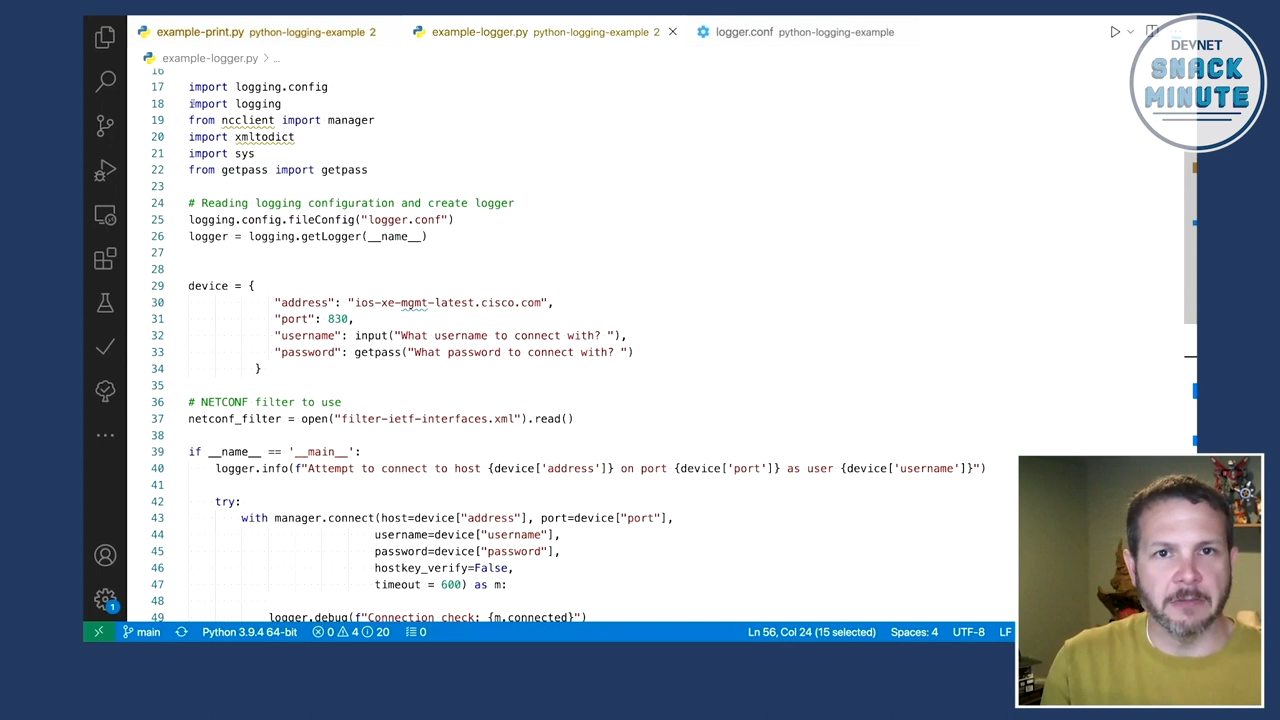 example-print.py python-logging-example 2
example-logger.py python-logging-example 2
logger.conf python-logging-example
DEVNET
SNACK
MINUTE
example-logger.py > ...
16
17 import logging.config
18 import logging
19 from ncclient import manager
20 import xmltodict
21 import sys
22 from getpass import getpass
23
24 # Reading logging configuration and create logger
25 logging.config.fileConfig("logger.conf")
26 logger = logging.getLogger(__name__)
27
28
29 device = {
30 "address": "ios-xe-mgmt-latest.cisco.com",
31 "port": 830,
32 "username": input("What username to connect with? "),
33 "password": getpass("What password to connect with? ")
34 }
35
36 # NETCONF filter to use
37 netconf_filter = open("filter-ietf-interfaces.xml").read()
38
39 if __name__ == '__main__':
40 logger.info(f"Attempt to connect to host {device['address']} on port {device['port']} as user {device['username']}")
41
42 try:
43 with manager.connect(host=device["address"], port=device["port"],
44 username=device["username"],
45 password=device["password"],
46 hostkey_verify=False,
47 timeout = 600) as m:
48
49 logger.debug(f"Connection check: {m.connected}")
1
main Python 3.9.4 64-bit 0 4 20 0 Ln 56, Col 24 (15 selected) Spaces: 4 UTF-8 LF